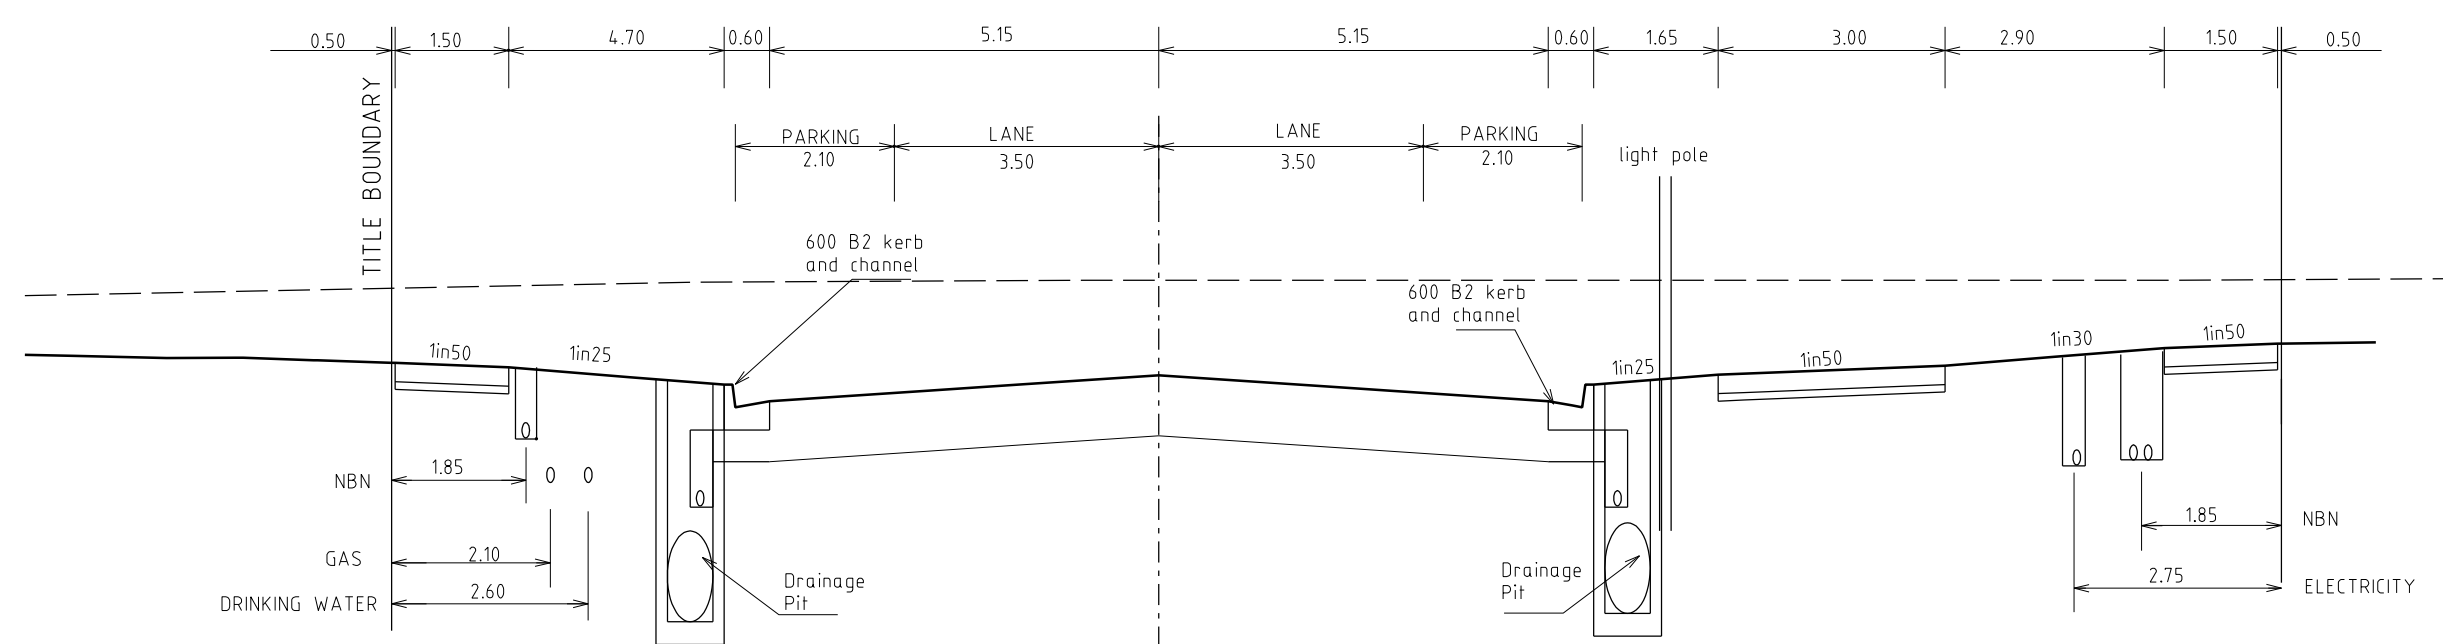 0.50 1.50 4.70 0.60 5.15 5.15 0.60 1.65 3.00 2.90 1.50 0.50
TITLE BOUNDARY
PARKING LANE LANE PARKING
2.10 3.50 3.50 2.10
light pole
600 B2 kerb
and channel
600 B2 kerb
and channel
1in50 1in25 1in25 1in50 1in30 1in50
NBN 1.85
GAS 2.10
DRINKING WATER 2.60
Drainage
Pit
Drainage
Pit
1.85 NBN
2.75 ELECTRICITY